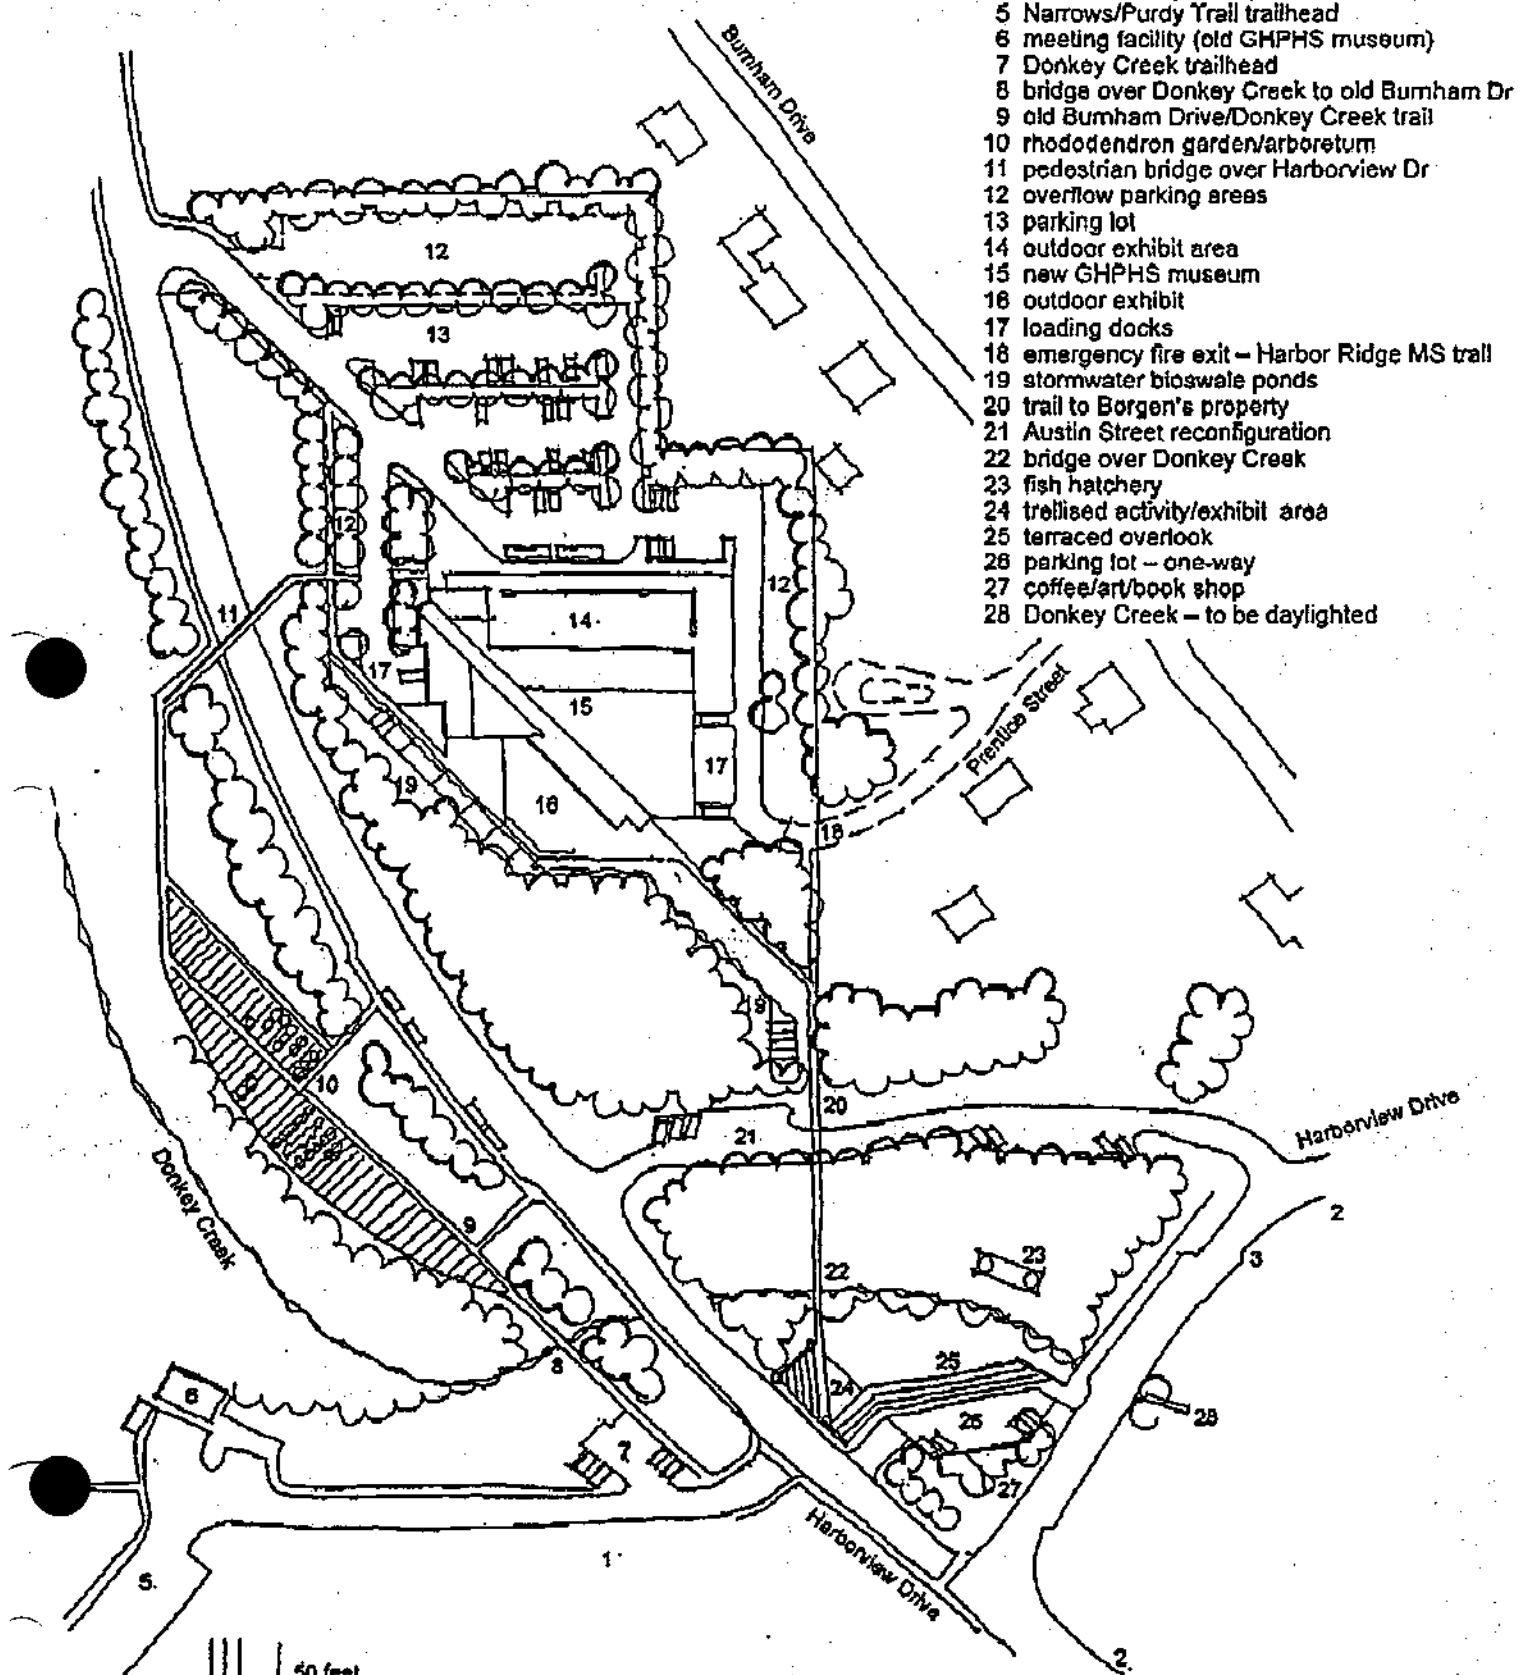 5 Narrows/Purdy Trail trailhead
6 meeting facility (old GHPHS museum)
7 Donkey Creek trailhead
8 bridge over Donkey Creek to old Burnham Dr
9 old Burnham Drive/Donkey Creek trail
10 rhododendron garden/arboretum
11 pedestrian bridge over Harborview Dr
12 overflow parking areas
13 parking lot
14 outdoor exhibit area
15 new GHPHS museum
16 outdoor exhibit
17 loading docks
18 emergency fire exit – Harbor Ridge MS trail
19 stormwater bioswale ponds
20 trail to Borgen's property
21 Austin Street reconfiguration
22 bridge over Donkey Creek
23 fish hatchery
24 trellised activity/exhibit area
25 terraced overlook
26 parking lot – one-way
27 coffee/art/book shop
28 Donkey Creek – to be daylighted
Burnham Drive
12
13
12
12
11
14
17
15
Prentice Street
17
19
16
18
19
10
20
21
Harborview Drive
Donkey Creek
9
2
23
3
22
8
25
6
24
26
28
7
27
Harborview Drive
1
5.
2.
50 feet